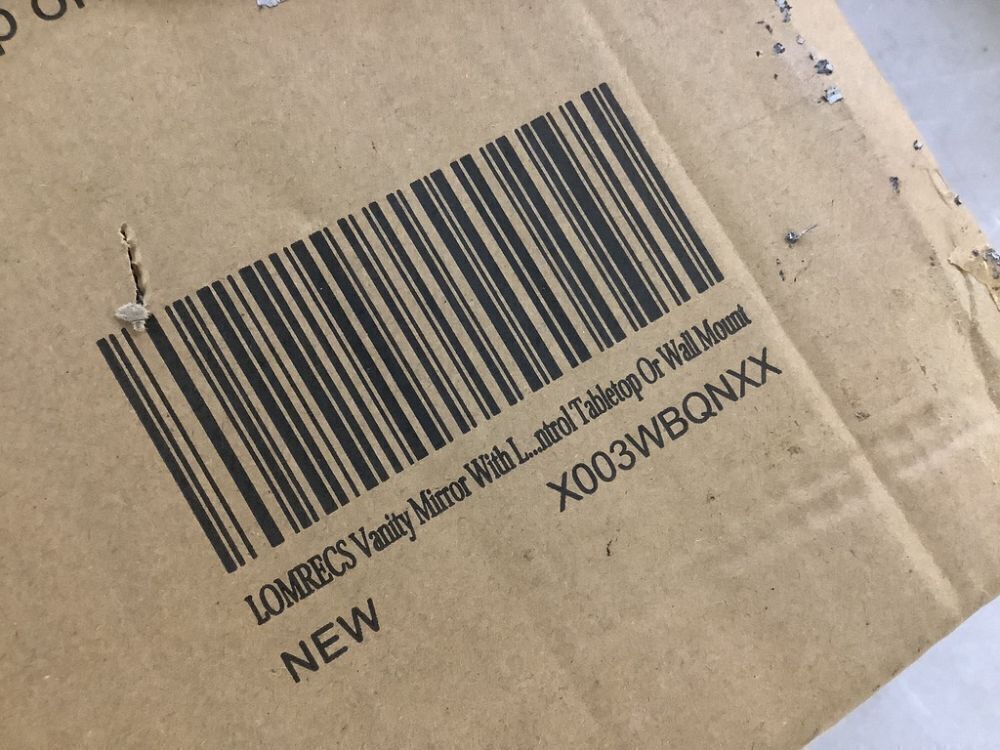 LOMRECS Vanity Mirror With L...ntrol Tabletop Or Wall Mount
X003WBQNXX
NEW